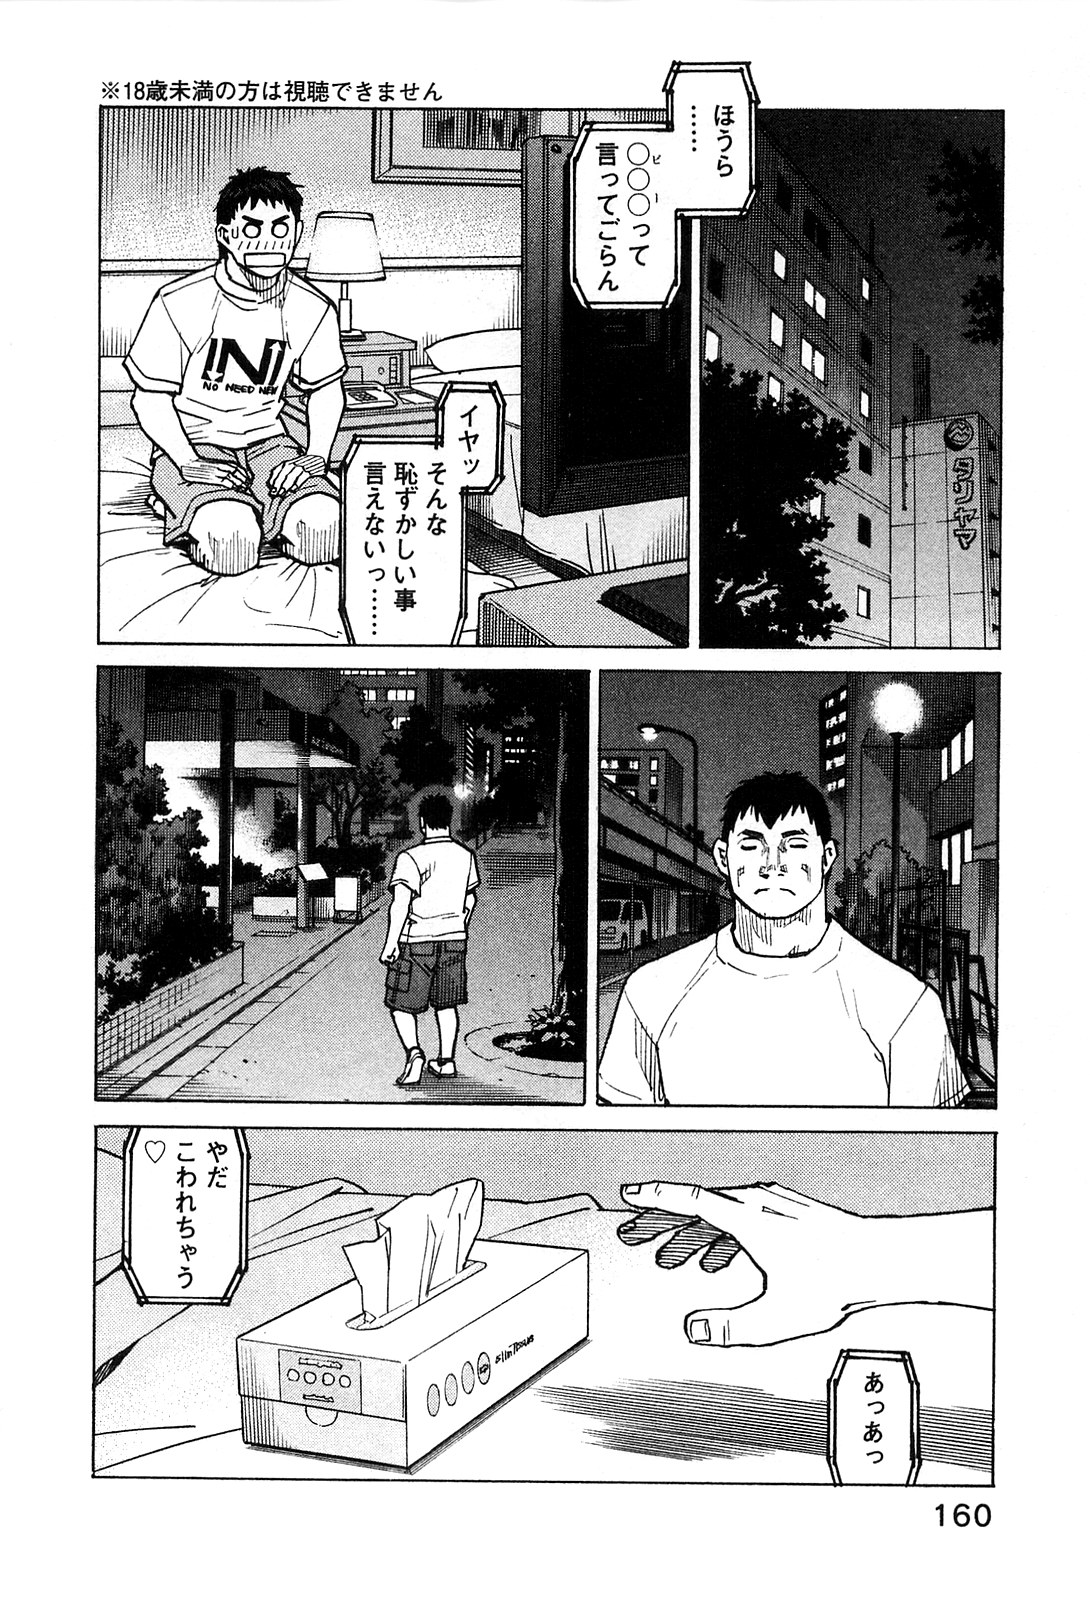 ※18歳未満の方は視聴できません
ほうら
……
○○○って
ピー
言ってごらん
タリヤマ
NO NEED NEW
イヤッ
そんな
恥ずかしい事
言えないっ……
やだ
こわれちゃう
♡
あっあっ
160